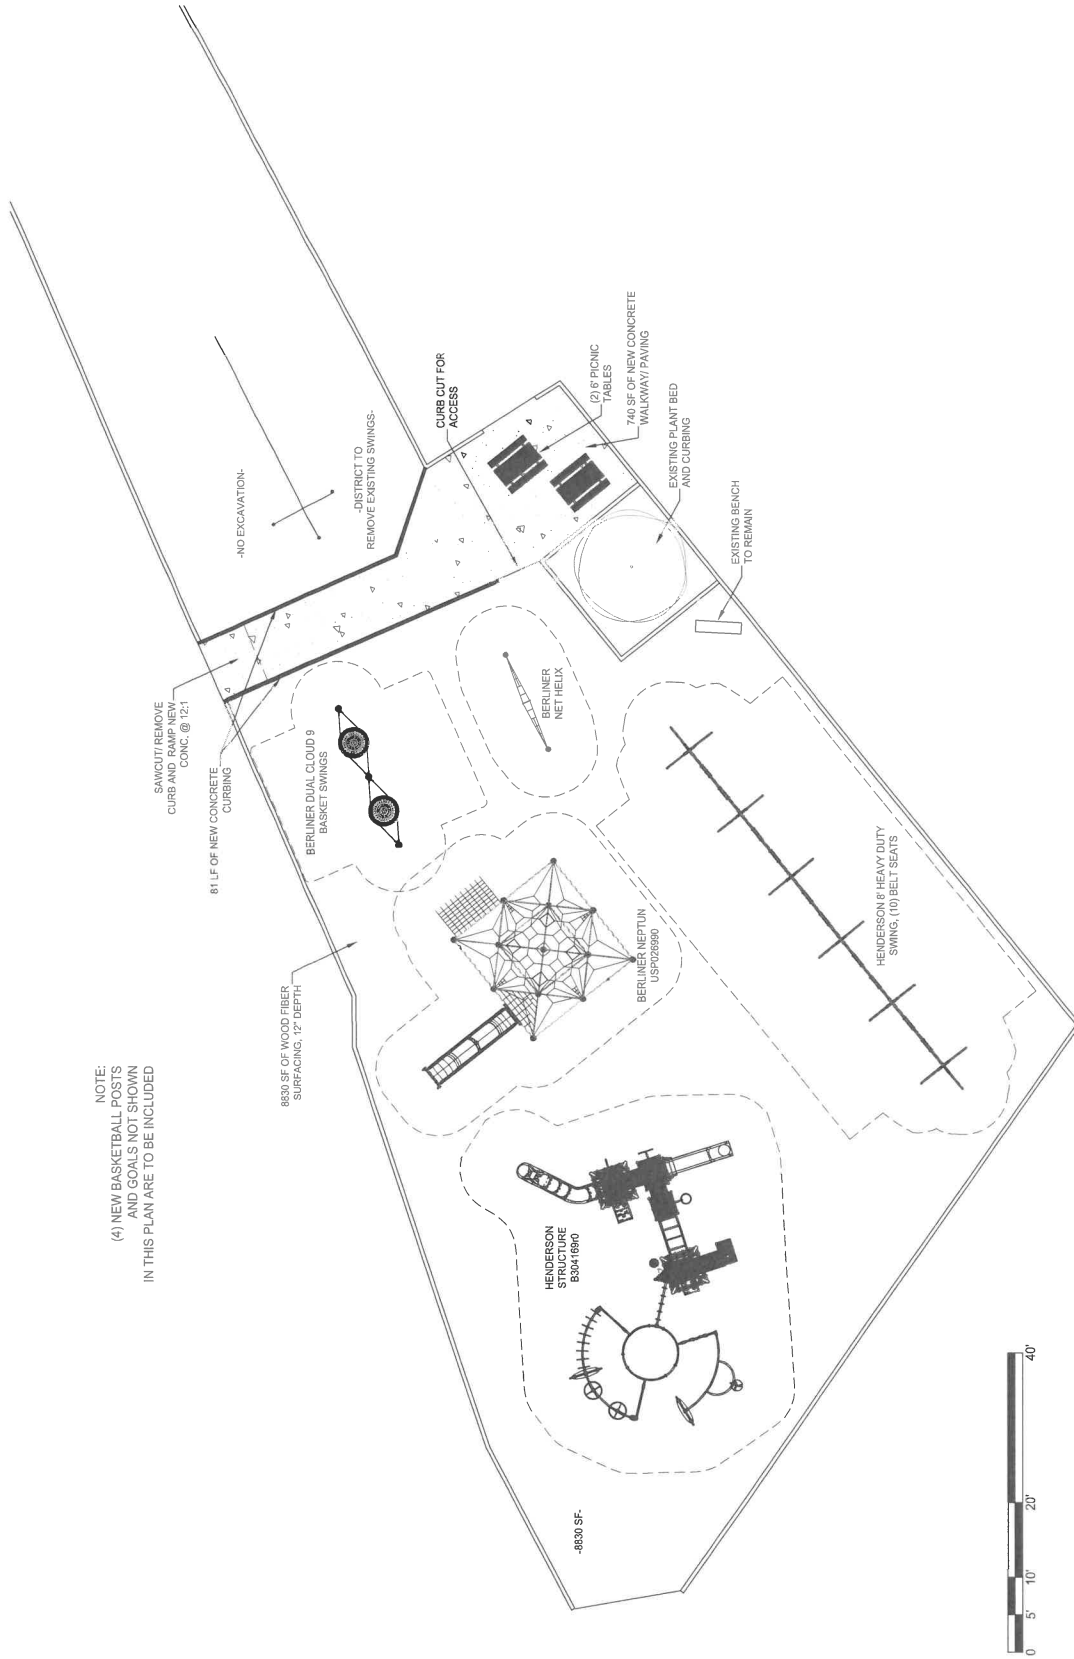 NOTE:
(4) NEW BASKETBALL POSTS
AND GOALS NOT SHOWN
IN THIS PLAN ARE TO BE INCLUDED
SAWCUT/ REMOVE
CURB AND RAMP NEW
CONC. @ 12:1
81 LF OF NEW CONCRETE
CURBING
8830 SF OF WOOD FIBER
SURFACING, 12" DEPTH
-NO EXCAVATION-
-DISTRICT TO
REMOVE EXISTING SWINGS-
CURB CUT FOR
ACCESS
(2) 6' PICNIC
TABLES
740 SF OF NEW CONCRETE
WALKWAY/ PAVING
EXISTING PLANT BED
AND CURBING
EXISTING BENCH
TO REMAIN
BERLINER DUAL CLOUD 9
BASKET SWINGS
BERLINER
NET HELIX
BERLINER NEPTUN
USP026990
HENDERSON 8' HEAVY DUTY
SWING, (10) BELT SEATS
HENDERSON
STRUCTURE
B304169r0
-8830 SF-
0 5' 10' 20' 40'